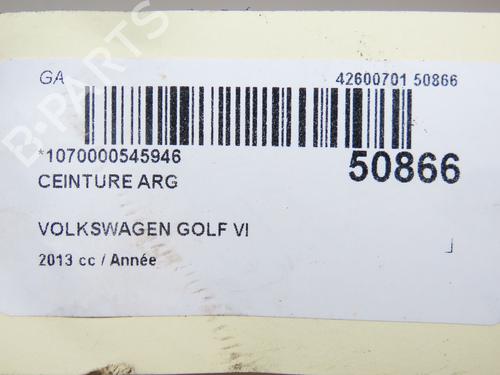 GA 42600701 50866
*1070000545946 50866
CEINTURE ARG
VOLKSWAGEN GOLF VI
2013 cc / Année
B-PARTS